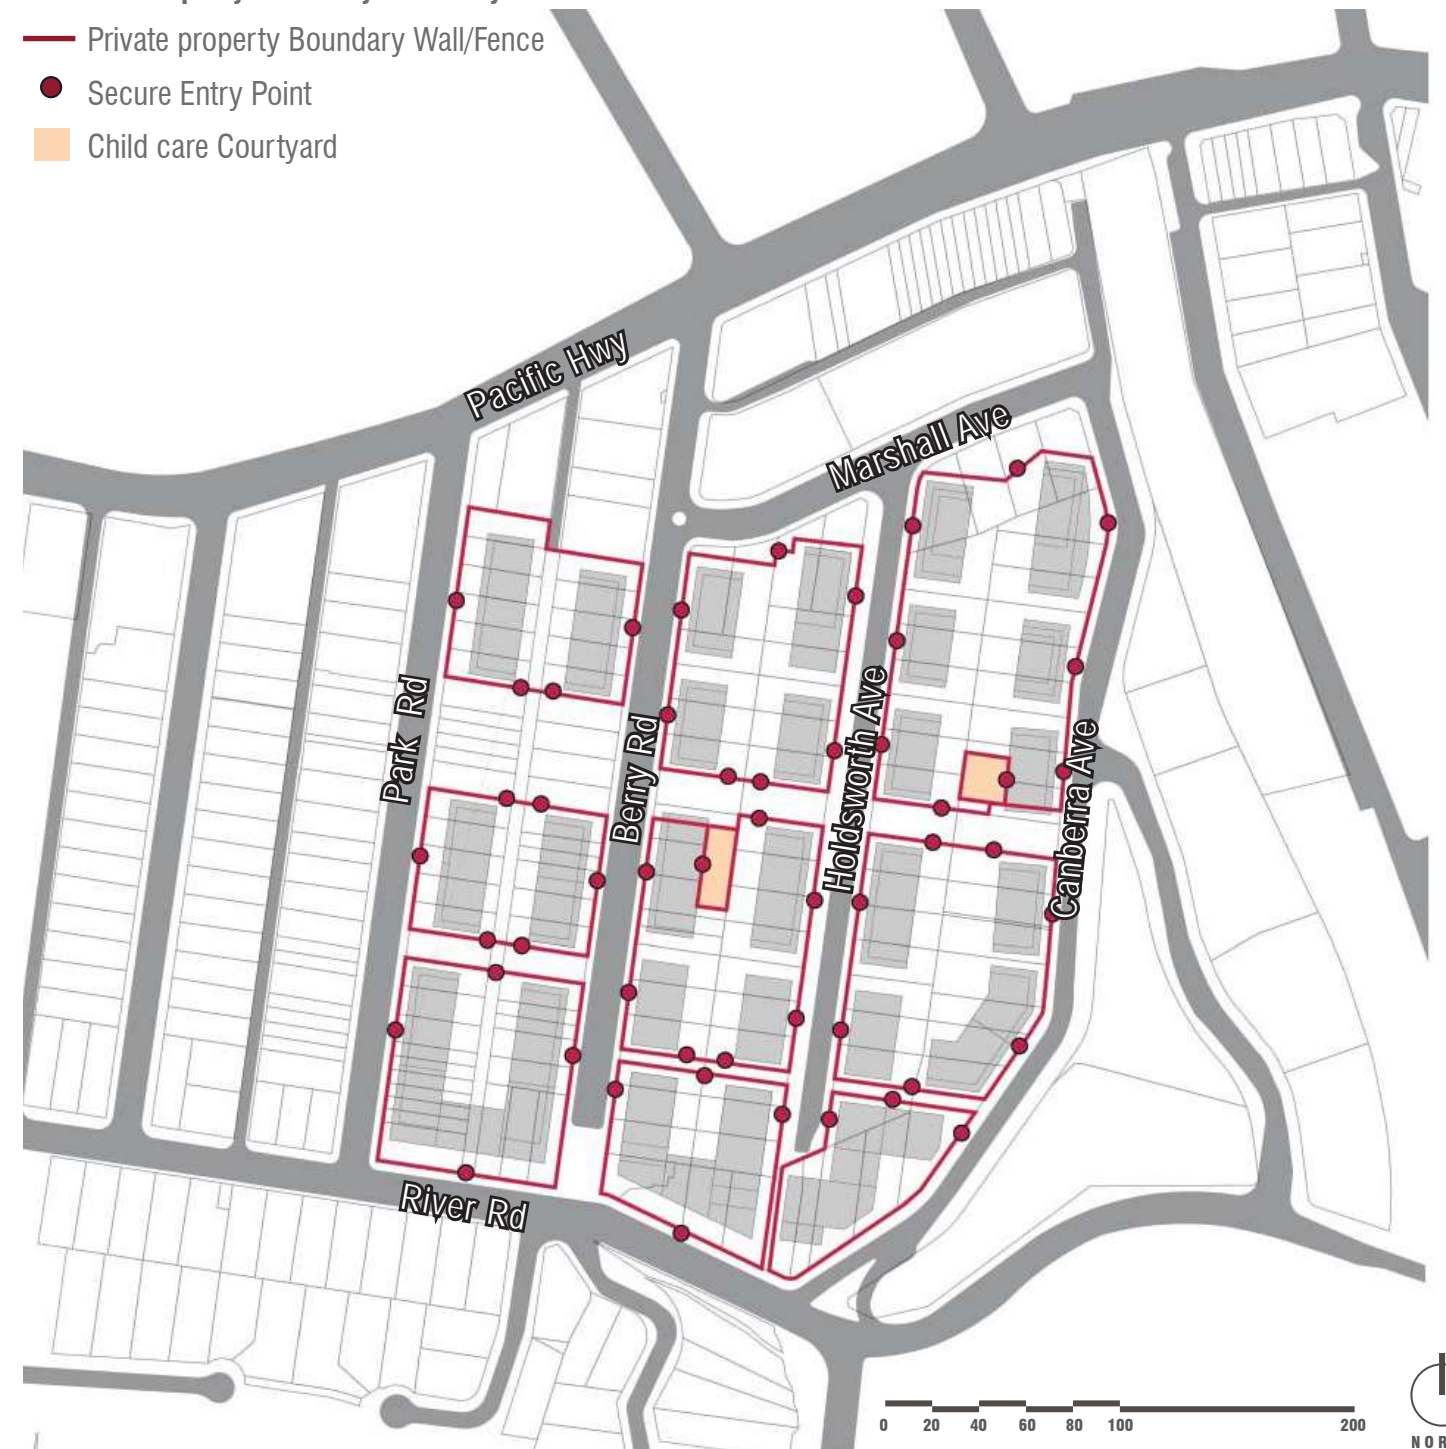 Private property Boundary Wall/Fence
Secure Entry Point
Child care Courtyard
Pacific Hwy
Marshall Ave
Park Rd
Berry Rd
Holdsworth Ave
Canberra Ave
River Rd
0 20 40 60 80 100 200
NOR